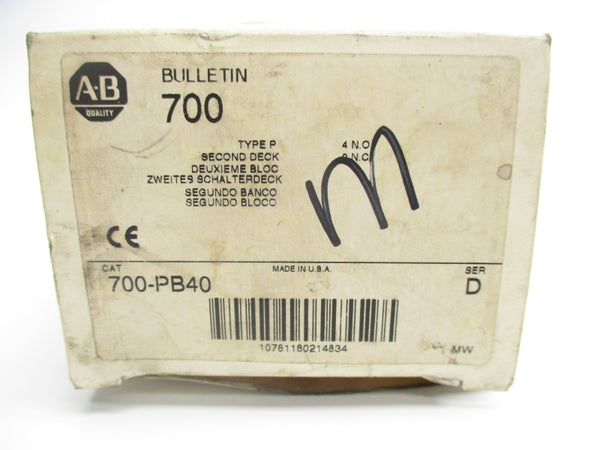 A-B
QUALITY
BULLETIN
700
TYPE P 4 N.O.
SECOND DECK 0 N.C.
DEUXIEME BLOC
ZWEITES SCHALTERDECK
SEGUNDO BANCO
SEGUNDO BLOCO
m
CE
CAT MADE IN U.S.A. SER
700-PB40 D
10781180214834
MW